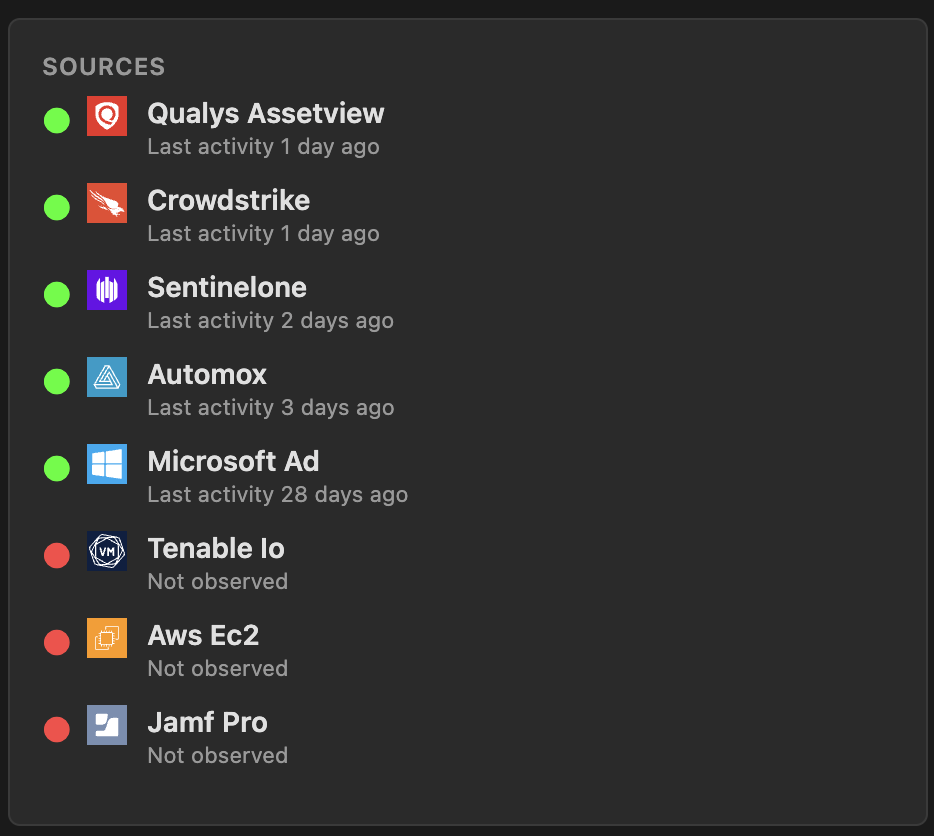 SOURCES
Qualys Assetview
Last activity 1 day ago
Crowdstrike
Last activity 1 day ago
Sentinelone
Last activity 2 days ago
Automox
Last activity 3 days ago
Microsoft Ad
Last activity 28 days ago
VM
Tenable Io
Not observed
Aws Ec2
Not observed
Jamf Pro
Not observed